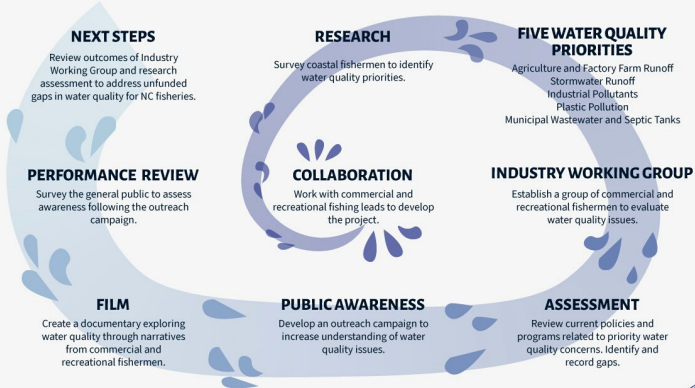 NEXT STEPS
Review outcomes of Industry
Working Group and research
assessment to address unfunded
gaps in water quality for NC fisheries.
RESEARCH
Survey coastal fishermen to identify
water quality priorities.
FIVE WATER QUALITY
PRIORITIES
Agriculture and Factory Farm Runoff
Stormwater Runoff
Industrial Pollutants
Plastic Pollution
Municipal Wastewater and Septic Tanks
PERFORMANCE REVIEW
Survey the general public to assess
awareness following the outreach
campaign.
COLLABORATION
Work with commercial and
recreational fishing leads to develop
the project.
INDUSTRY WORKING GROUP
Establish a group of commercial and
recreational fishermen to evaluate
water quality issues.
FILM
Create a documentary exploring
water quality through narratives
from commercial and
recreational fishermen.
PUBLIC AWARENESS
Develop an outreach campaign to
increase understanding of water
quality issues.
ASSESSMENT
Review current policies and
programs related to priority water
quality concerns. Identify and
record gaps.